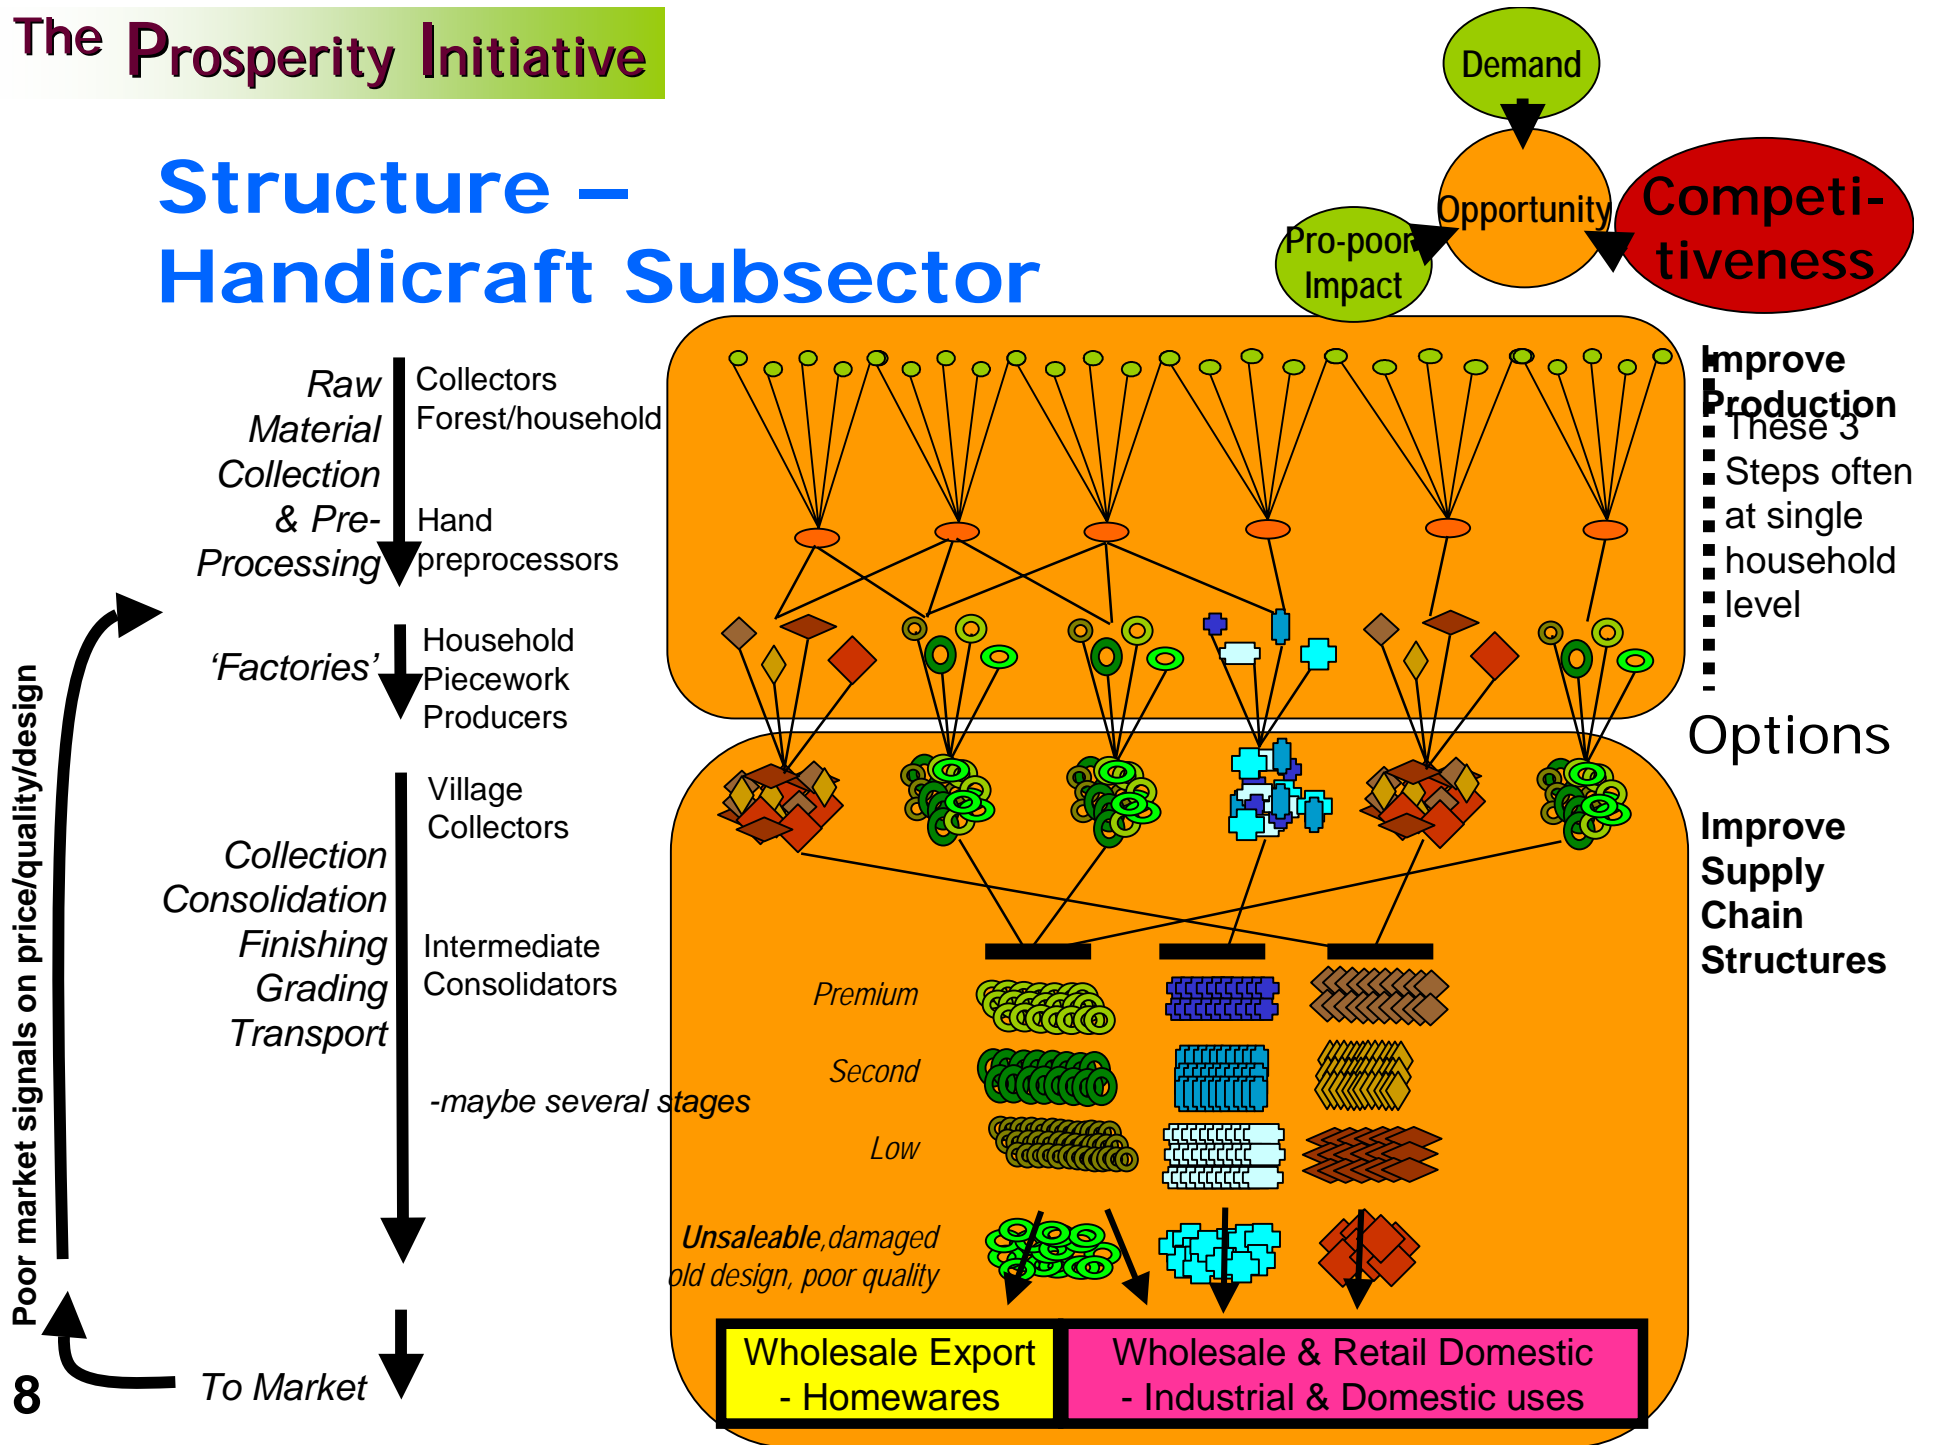 The Prosperity Initiative
Demand
Opportunity
Competi-
tiveness
Pro-poor
Impact
Structure –
Handicraft Subsector
Raw
Material
Collection
& Pre-
Processing
Collectors
Forest/household
Hand
preprocessors
‘Factories’
Household
Piecework
Producers
Village
Collectors
Collection
Consolidation
Finishing
Grading
Transport
Intermediate
Consolidators
-maybe several stages
To Market
Poor market signals on price/quality/design
Improve
Production
These 3
Steps often
at single
household
level
Options
Improve
Supply
Chain
Structures
Premium
Second
Low
Unsaleable,damaged
old design, poor quality
Wholesale Export
- Homewares
Wholesale & Retail Domestic
- Industrial & Domestic uses
8